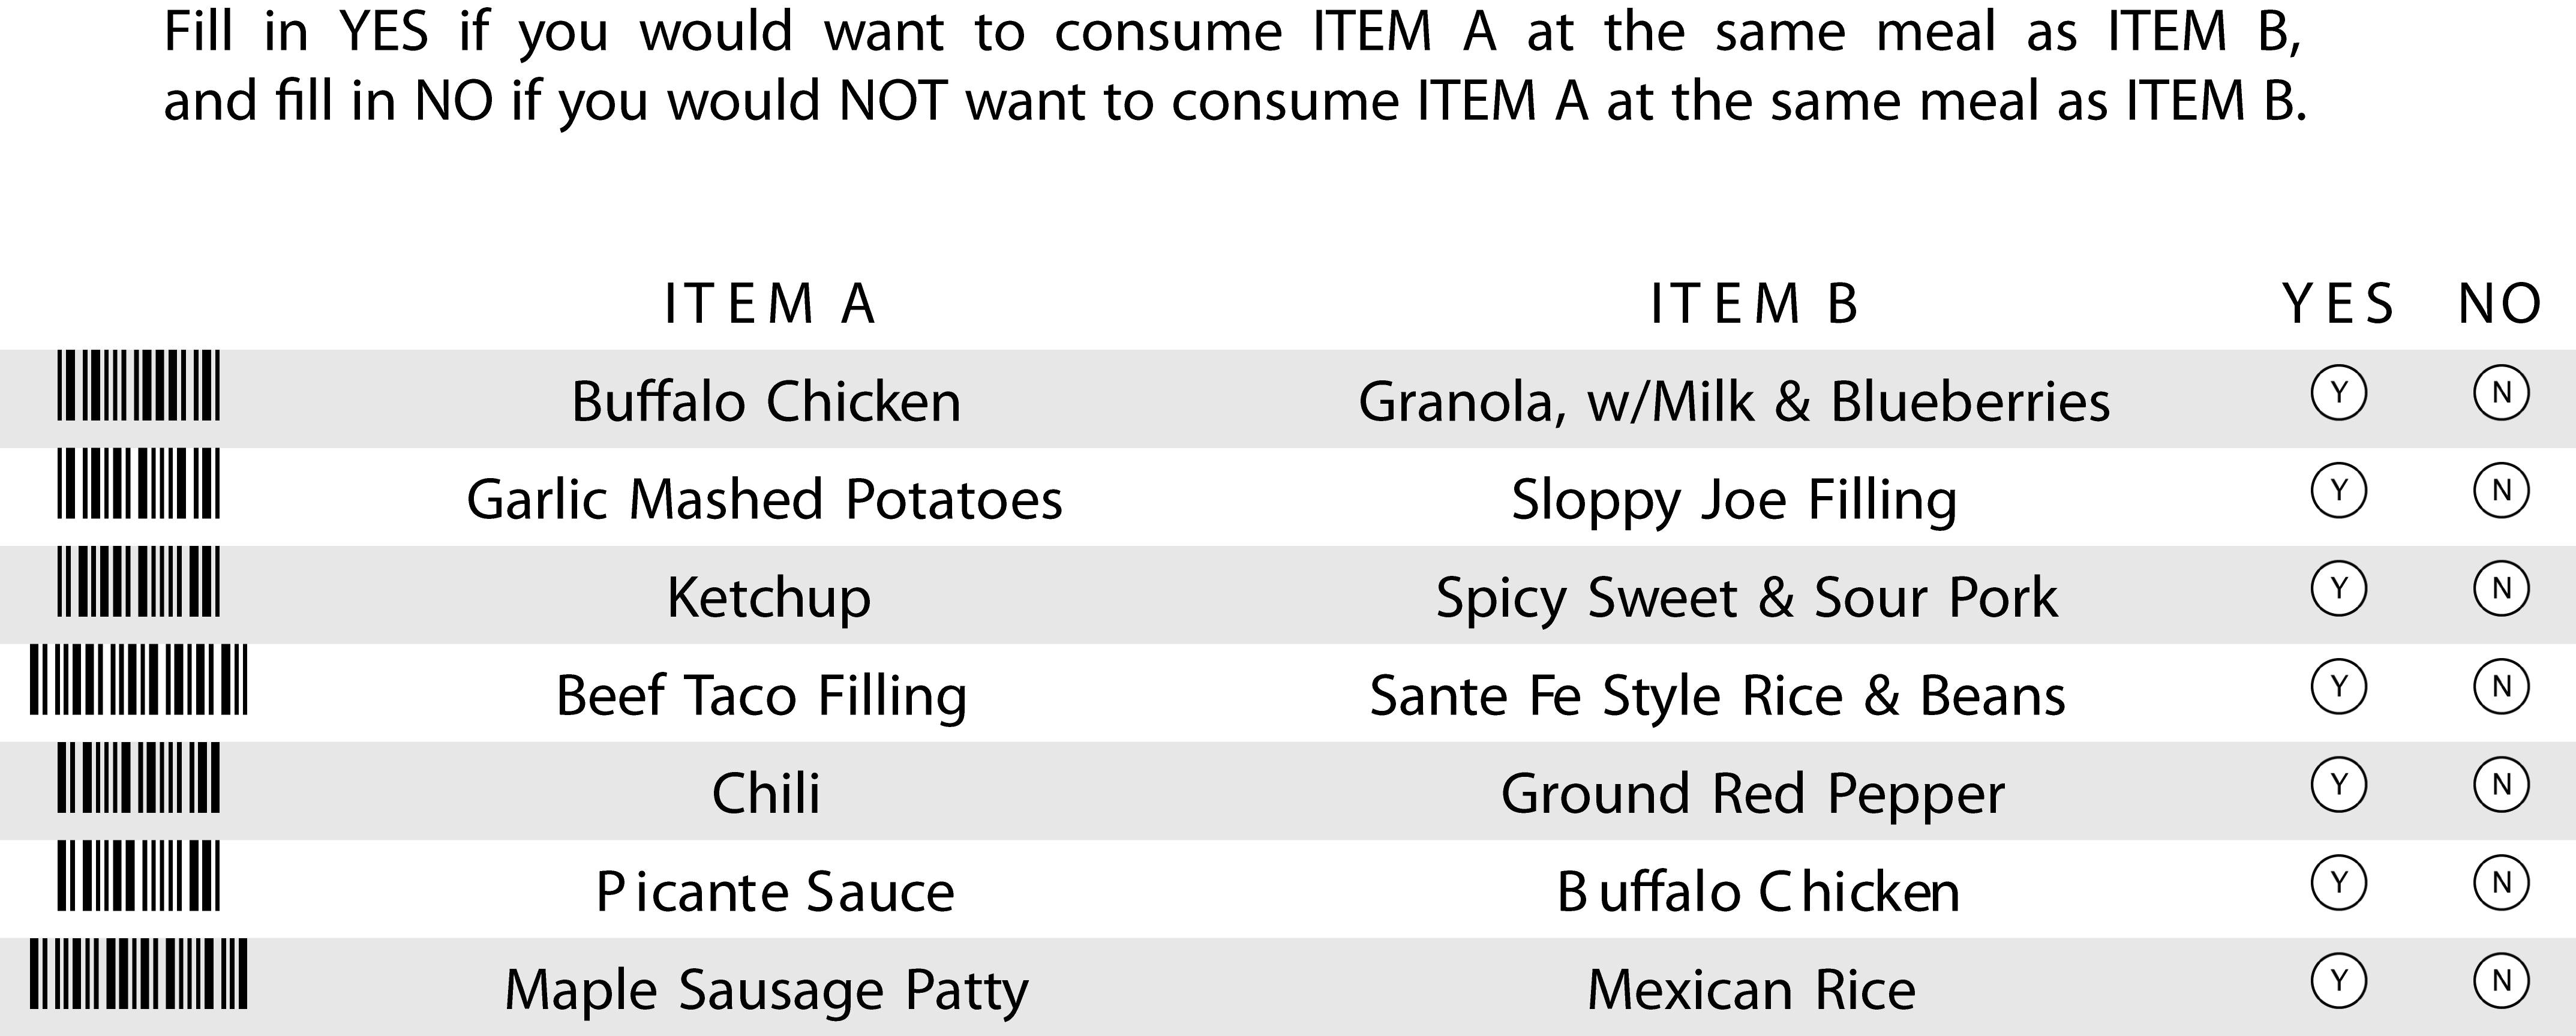 Fill in YES if you would want to consume ITEM A at the same meal as ITEM B,
and fill in NO if you would NOT want to consume ITEM A at the same meal as ITEM B.
ITEM A ITEM B YES NO
Buffalo Chicken Granola, w/Milk & Blueberries Y N
Garlic Mashed Potatoes Sloppy Joe Filling Y N
Ketchup Spicy Sweet & Sour Pork Y N
Beef Taco Filling Sante Fe Style Rice & Beans Y N
Chili Ground Red Pepper Y N
Picante Sauce Buffalo Chicken Y N
Maple Sausage Patty Mexican Rice Y N